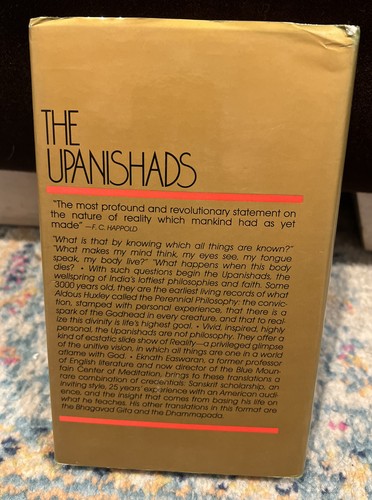 THE
UPANISHADS
"The most profound and revolutionary statement on
the nature of reality which mankind had as yet
made" —F. C. HAPPOLD
"What is that by knowing which all things are known?"
"What makes my mind think, my eyes see, my tongue
speak, my body live?" "What happens when this body
dies? • With such questions begin the Upanishads, the
wellspring of India's loftiest philosophies and faith. Some
3000 years old, they are the earliest living records of what
Aldous Huxley called the Perennial Philosophy: the convic-
tion, stamped with personal experience, that there is a
spark of the Godhead in every creature, and that to real-
ize this divinity is life's highest goal. • Vivid, inspired, highly
personal, the Upanishads are not philosophy. They offer a
kind of ecstatic slide show of Reality—a privileged glimpse
of the unitive vision, in which all things are one in a world
aflame with God. • Eknath Easwaran, a former professor
of English literature and now director of the Blue Moun-
tain Center of Meditation, brings to these translations a
rare combination of credentials: Sanskrit scholarship, an
inviting style, 25 years' experience with an American audi-
ence, and the insight that comes from basing his life on
what he teaches. His other translations in this format are
the Bhagavad Gita and the Dhammapada.